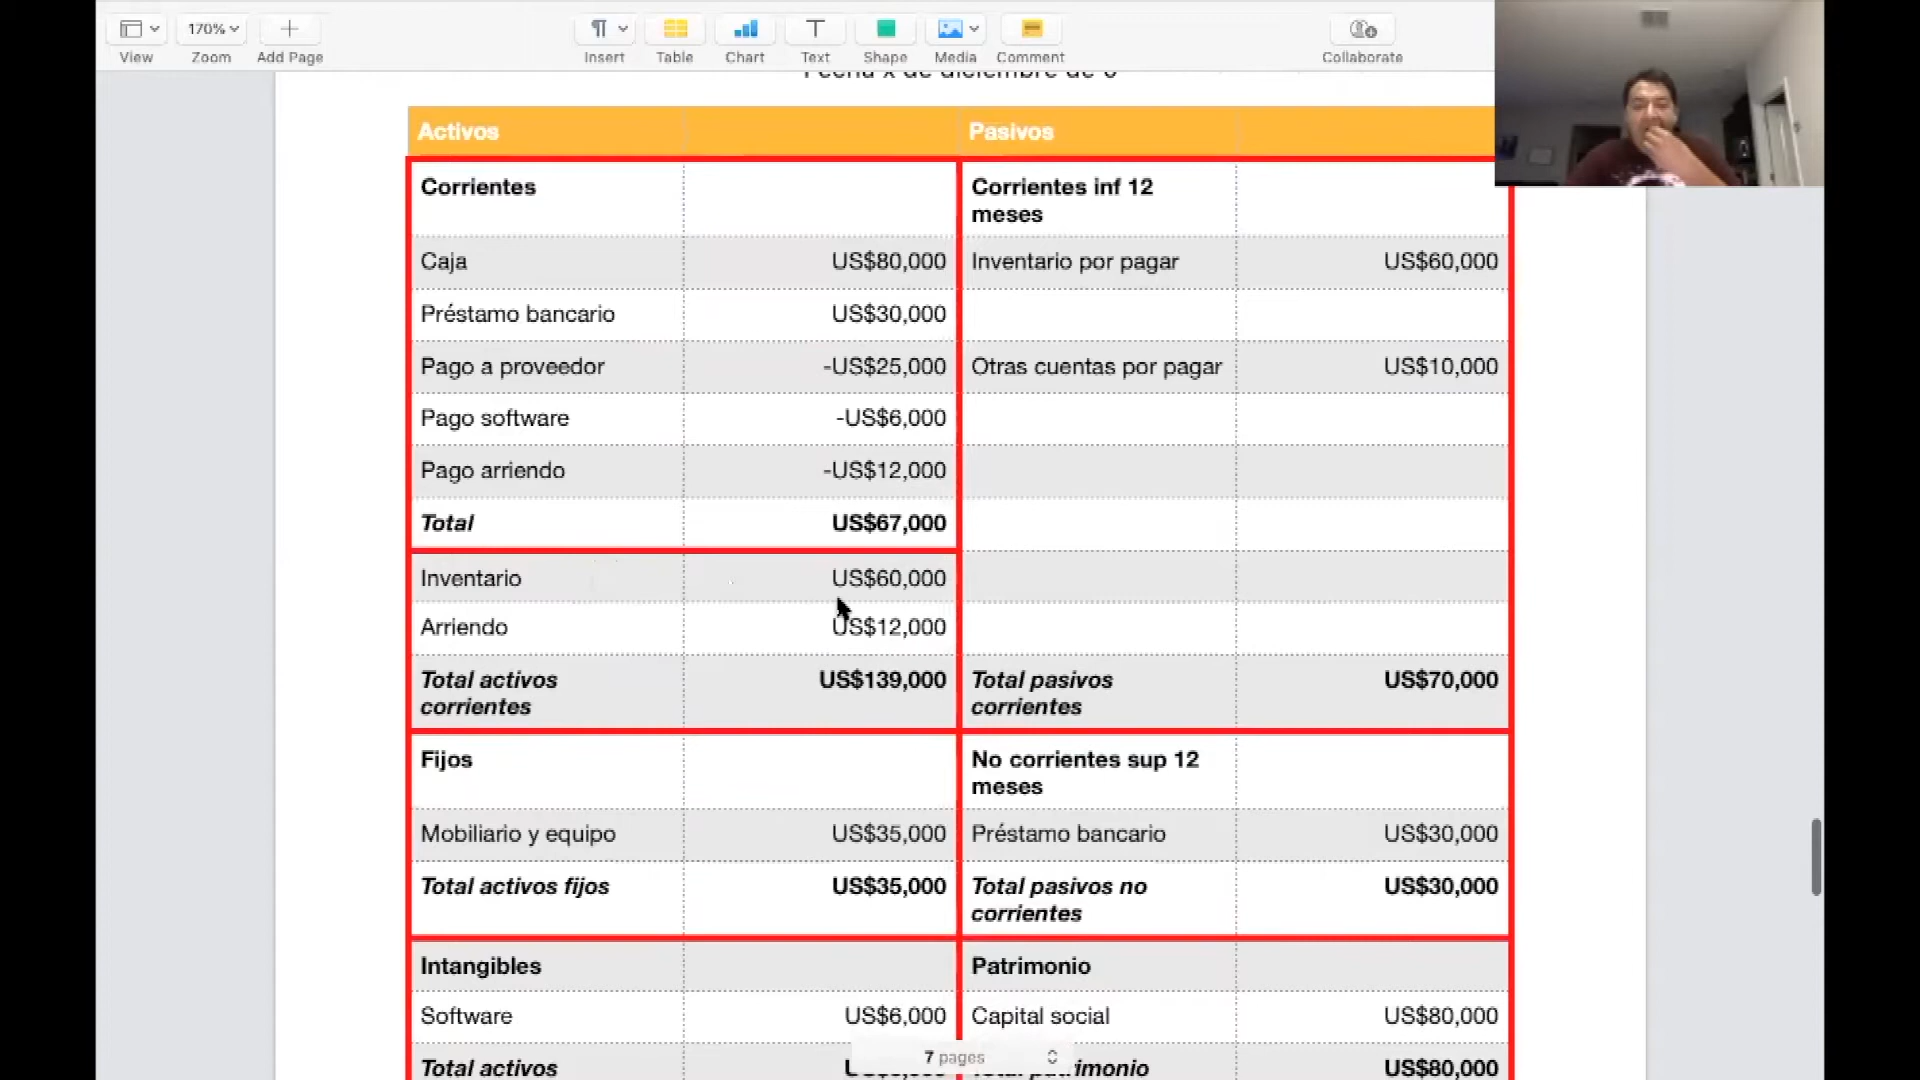 170%
View
Zoom
Add Page
Insert
Table
Chart
Text
Shape
Media
Comment
Collaborate
Fecha x de diciembre de 0
Activos Pasivos
Corrientes Corrientes inf 12
meses
Caja US$80,000 Inventario por pagar US$60,000
Préstamo bancario US$30,000
Pago a proveedor -US$25,000 Otras cuentas por pagar US$10,000
Pago software -US$6,000
Pago arriendo -US$12,000
Total US$67,000
Inventario US$60,000
Arriendo US$12,000
Total activos US$139,000 Total pasivos US$70,000
corrientes corrientes
Fijos No corrientes sup 12
meses
Mobiliario y equipo US$35,000 Préstamo bancario US$30,000
Total activos fijos US$35,000 Total pasivos no US$30,000
corrientes
Intangibles Patrimonio
Software US$6,000 Capital social US$80,000
7 pages
Total activos patrimonio US$80,000